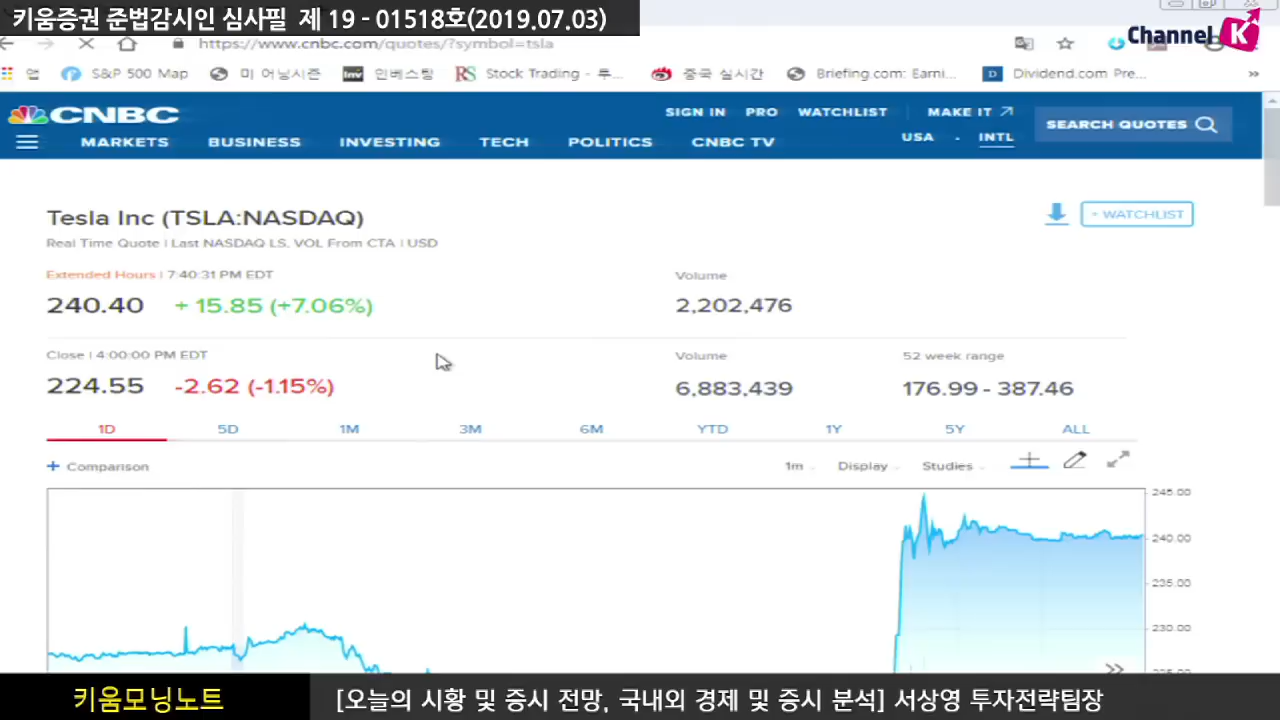 키움증권 준법감시인 심사필 제 19 - 01518호(2019.07.03)
Channel K
https://www.cnbc.com/quotes/?symbol=tsla
앱 S&P 500 Map 미 어닝시즌 Inv 인베스팅 RS Stock Trading - 투... 중국 실시간 Briefing.com: Earni... D Dividend.com Pre... »
CNBC
SIGN IN PRO WATCHLIST MAKE IT
SEARCH QUOTES
MARKETS BUSINESS INVESTING TECH POLITICS CNBC TV
USA · INTL
Tesla Inc (TSLA:NASDAQ)
+ WATCHLIST
Real Time Quote | Last NASDAQ LS, VOL From CTA | USD
Extended Hours | 7:40:31 PM EDT
Volume
240.40 + 15.85 (+7.06%)
2,202,476
Close | 4:00:00 PM EDT
Volume
52 week range
224.55 -2.62 (-1.15%)
6,883,439
176.99 - 387.46
1D 5D 1M 3M 6M YTD 1Y 5Y ALL
+ Comparison
1m Display Studies
245.00
240.00
235.00
230.00
키움모닝노트
[오늘의 시황 및 증시 전망, 국내외 경제 및 증시 분석] 서상영 투자전략팀장